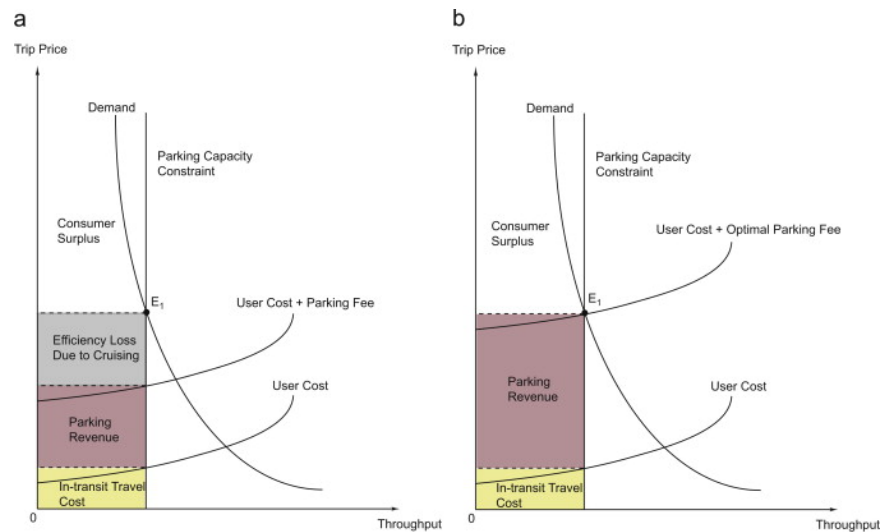 a
Trip Price
Demand
Parking Capacity
Constraint
Consumer
Surplus
E1
User Cost + Parking Fee
Efficiency Loss
Due to Cruising
User Cost
Parking
Revenue
In-transit Travel
Cost
0
Throughput
b
Trip Price
Demand
Parking Capacity
Constraint
Consumer
Surplus
User Cost + Optimal Parking Fee
E1
Parking
Revenue
User Cost
In-transit Travel
Cost
0
Throughput